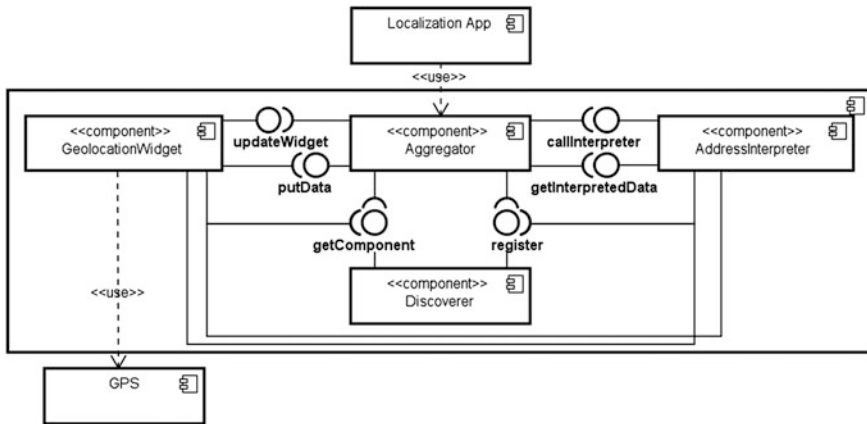 Localization App
<<use>>
<<component>>
GeolocationWidget
updateWidget
putData
<<component>>
Aggregator
callInterpreter
getInterpretedData
<<component>>
AddressInterpreter
getComponent
register
<<component>>
Discoverer
<<use>>
GPS